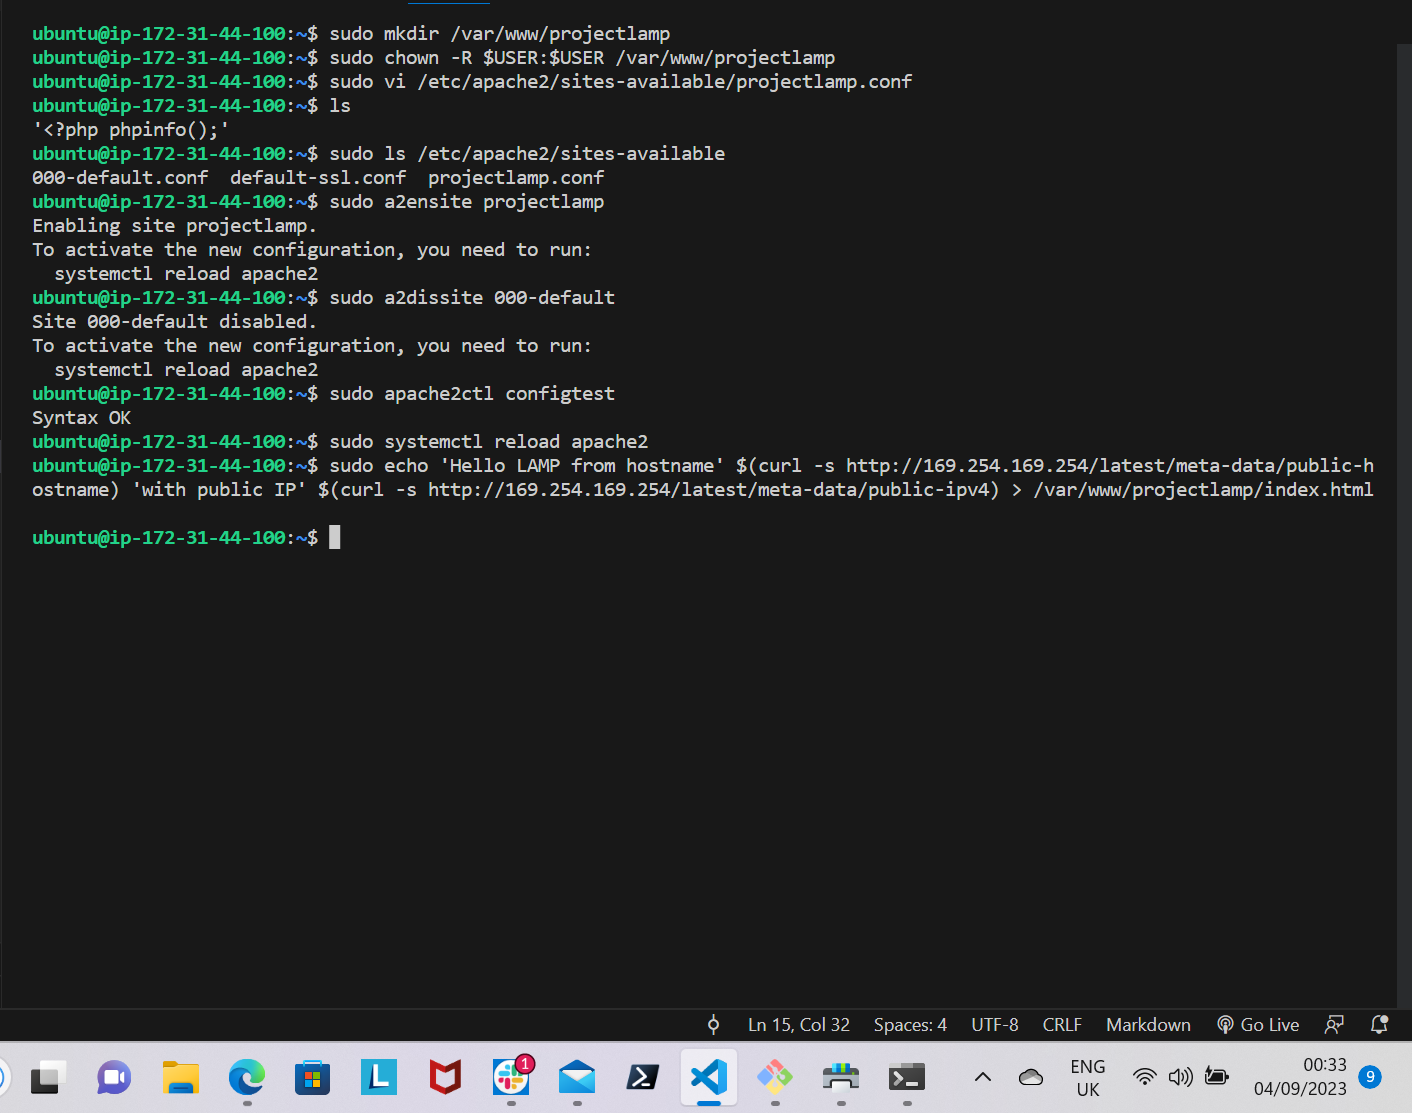 ubuntu@ip-172-31-44-100:~$ sudo mkdir /var/www/projectlamp
ubuntu@ip-172-31-44-100:~$ sudo chown -R $USER:$USER /var/www/projectlamp
ubuntu@ip-172-31-44-100:~$ sudo vi /etc/apache2/sites-available/projectlamp.conf
ubuntu@ip-172-31-44-100:~$ ls
'<?php phpinfo();'
ubuntu@ip-172-31-44-100:~$ sudo ls /etc/apache2/sites-available
000-default.conf  default-ssl.conf  projectlamp.conf
ubuntu@ip-172-31-44-100:~$ sudo a2ensite projectlamp
Enabling site projectlamp.
To activate the new configuration, you need to run:
  systemctl reload apache2
ubuntu@ip-172-31-44-100:~$ sudo a2dissite 000-default
Site 000-default disabled.
To activate the new configuration, you need to run:
  systemctl reload apache2
ubuntu@ip-172-31-44-100:~$ sudo apache2ctl configtest
Syntax OK
ubuntu@ip-172-31-44-100:~$ sudo systemctl reload apache2
ubuntu@ip-172-31-44-100:~$ sudo echo 'Hello LAMP from hostname' $(curl -s http://169.254.169.254/latest/meta-data/public-h
ostname) 'with public IP' $(curl -s http://169.254.169.254/latest/meta-data/public-ipv4) > /var/www/projectlamp/index.html
ubuntu@ip-172-31-44-100:~$
Ln 15, Col 32 Spaces: 4 UTF-8 CRLF Markdown Go Live
L 1 ENG 00:33
UK 04/09/2023 9